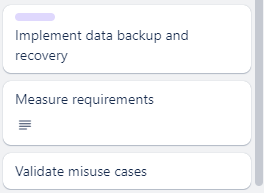 Implement data backup and
recovery
Measure requirements
Validate misuse cases